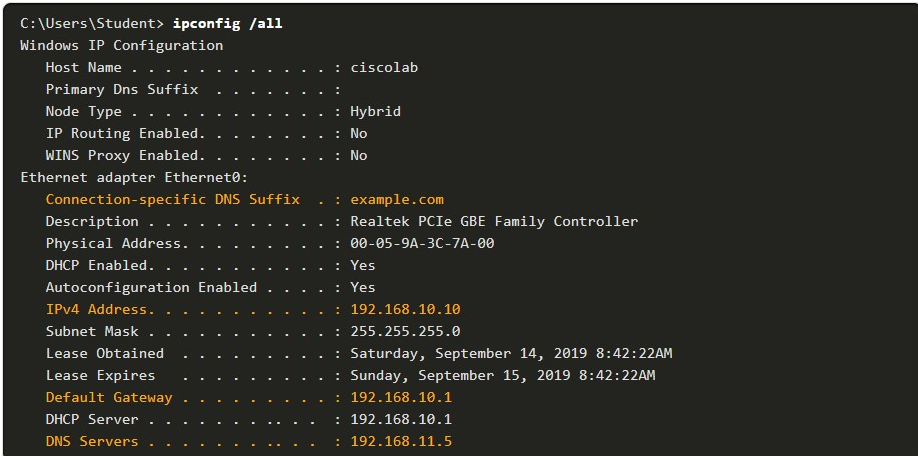 C:\Users\Student> ipconfig /all
Windows IP Configuration
Host Name . . . . . . . . . . . . : ciscolab
Primary Dns Suffix  . . . . . . . :
Node Type . . . . . . . . . . . . : Hybrid
IP Routing Enabled. . . . . . . . : No
WINS Proxy Enabled. . . . . . . . : No
Ethernet adapter Ethernet0:
Connection-specific DNS Suffix  . : example.com
Description . . . . . . . . . . . : Realtek PCIe GBE Family Controller
Physical Address. . . . . . . . . : 00-05-9A-3C-7A-00
DHCP Enabled. . . . . . . . . . . : Yes
Autoconfiguration Enabled . . . . : Yes
IPv4 Address. . . . . . . . . . . : 192.168.10.10
Subnet Mask . . . . . . . . . . . : 255.255.255.0
Lease Obtained  . . . . . . . . . : Saturday, September 14, 2019 8:42:22AM
Lease Expires   . . . . . . . . . : Sunday, September 15, 2019 8:42:22AM
Default Gateway . . . . . . . . . : 192.168.10.1
DHCP Server . . . . . . . .. . .  : 192.168.10.1
DNS Servers . . . . . . . .. . .  : 192.168.11.5